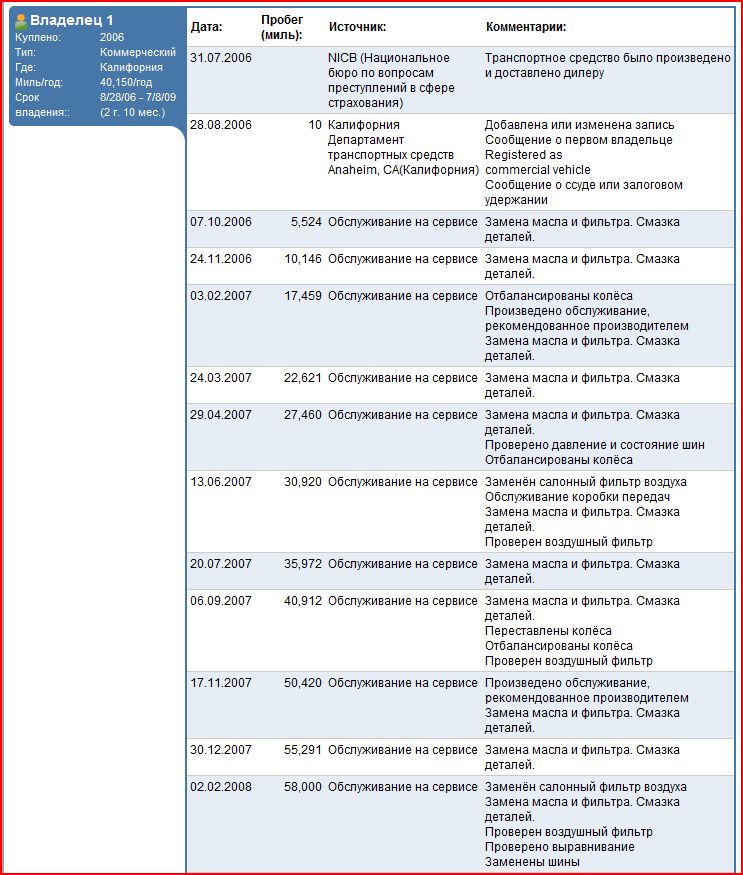 Владелец 1
Куплено: 2006
Тип: Коммерческий
Где: Калифорния
Миль/год: 40,150/год
Срок 8/28/06 - 7/8/09
владения:: (2 г. 10 мес.)
Дата: Пробег (миль): Источник: Комментарии:
31.07.2006 NICB (Национальное Транспортное средство было произведено
бюро по вопросам и доставлено дилеру
преступлений в сфере
страхования)
28.08.2006 10 Калифорния Добавлена или изменена запись
Департамент Сообщение о первом владельце
транспортных средств Registered as
Anaheim, CA(Калифорния) commercial vehicle
Сообщение о ссуде или залоговом
удержании
07.10.2006 5,524 Обслуживание на сервисе Замена масла и фильтра. Смазка
деталей.
24.11.2006 10,146 Обслуживание на сервисе Замена масла и фильтра. Смазка
деталей.
03.02.2007 17,459 Обслуживание на сервисе Отбалансированы колёса
Произведено обслуживание,
рекомендованное производителем
Замена масла и фильтра. Смазка
деталей.
24.03.2007 22,621 Обслуживание на сервисе Замена масла и фильтра. Смазка
деталей.
29.04.2007 27,460 Обслуживание на сервисе Замена масла и фильтра. Смазка
деталей.
Проверено давление и состояние шин
Отбалансированы колёса
13.06.2007 30,920 Обслуживание на сервисе Заменён салонный фильтр воздуха
Обслуживание коробки передач
Замена масла и фильтра. Смазка
деталей.
Проверен воздушный фильтр
20.07.2007 35,972 Обслуживание на сервисе Замена масла и фильтра. Смазка
деталей.
06.09.2007 40,912 Обслуживание на сервисе Замена масла и фильтра. Смазка
деталей.
Переставлены колёса
Отбалансированы колёса
Проверен воздушный фильтр
17.11.2007 50,420 Обслуживание на сервисе Произведено обслуживание,
рекомендованное производителем
Замена масла и фильтра. Смазка
деталей.
30.12.2007 55,291 Обслуживание на сервисе Замена масла и фильтра. Смазка
деталей.
02.02.2008 58,000 Обслуживание на сервисе Заменён салонный фильтр воздуха
Замена масла и фильтра. Смазка
деталей.
Проверен воздушный фильтр
Проверено выравнивание
Заменены шины